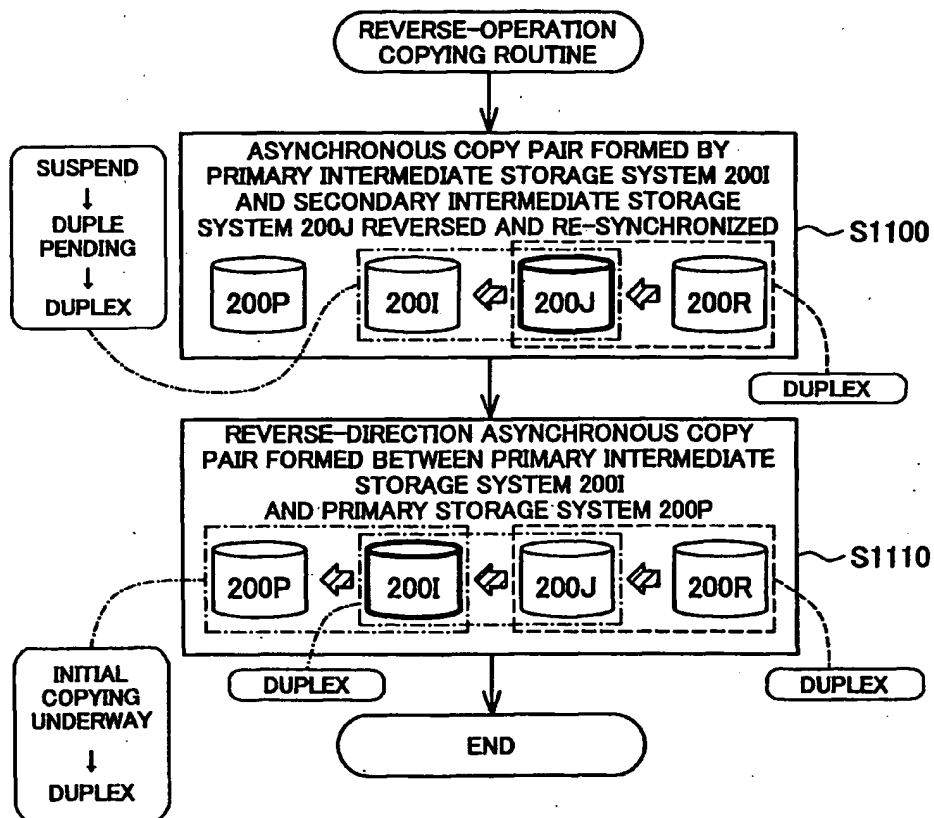 REVERSE-OPERATION
COPYING ROUTINE
ASYNCHRONOUS COPY PAIR FORMED BY
PRIMARY INTERMEDIATE STORAGE SYSTEM 200I
AND SECONDARY INTERMEDIATE STORAGE
SYSTEM 200J REVERSED AND RE-SYNCHRONIZED
S1100
SUSPEND
↓
DUPLE
PENDING
↓
DUPLEX
200P
200I
200J
200R
DUPLEX
REVERSE-DIRECTION ASYNCHRONOUS COPY
PAIR FORMED BETWEEN PRIMARY INTERMEDIATE
STORAGE SYSTEM 200I
AND PRIMARY STORAGE SYSTEM 200P
S1110
200P
200I
200J
200R
INITIAL
COPYING
UNDERWAY
↓
DUPLEX
DUPLEX
DUPLEX
END